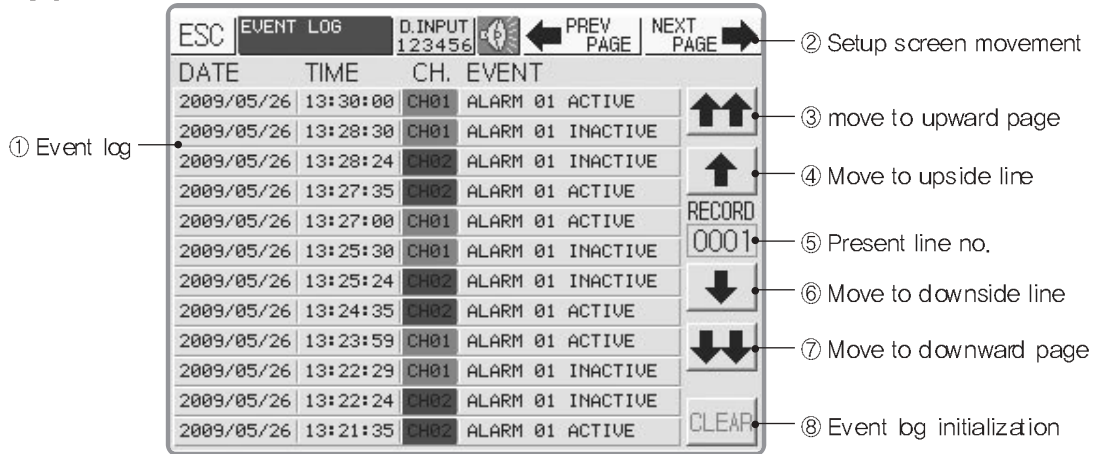 ESC EVENT LOG D.INPUT 123456 PREV PAGE NEXT PAGE
② Setup screen movement
DATE TIME CH. EVENT
2009/05/26 13:30:00 CH01 ALARM 01 ACTIVE
③ move to upward page
2009/05/26 13:28:30 CH01 ALARM 01 INACTIVE
① Event log
2009/05/26 13:28:24 CH02 ALARM 01 INACTIVE
④ Move to upside line
2009/05/26 13:27:35 CH02 ALARM 01 ACTIVE
2009/05/26 13:27:00 CH01 ALARM 01 ACTIVE
RECORD
0001
⑤ Present line no.
2009/05/26 13:25:30 CH01 ALARM 01 INACTIVE
2009/05/26 13:25:24 CH02 ALARM 01 INACTIVE
⑥ Move to downside line
2009/05/26 13:24:35 CH02 ALARM 01 ACTIVE
2009/05/26 13:23:59 CH01 ALARM 01 ACTIVE
⑦ Move to downward page
2009/05/26 13:22:29 CH01 ALARM 01 INACTIVE
2009/05/26 13:22:24 CH02 ALARM 01 INACTIVE
2009/05/26 13:21:35 CH02 ALARM 01 ACTIVE
CLEAR
⑧ Event log initialization